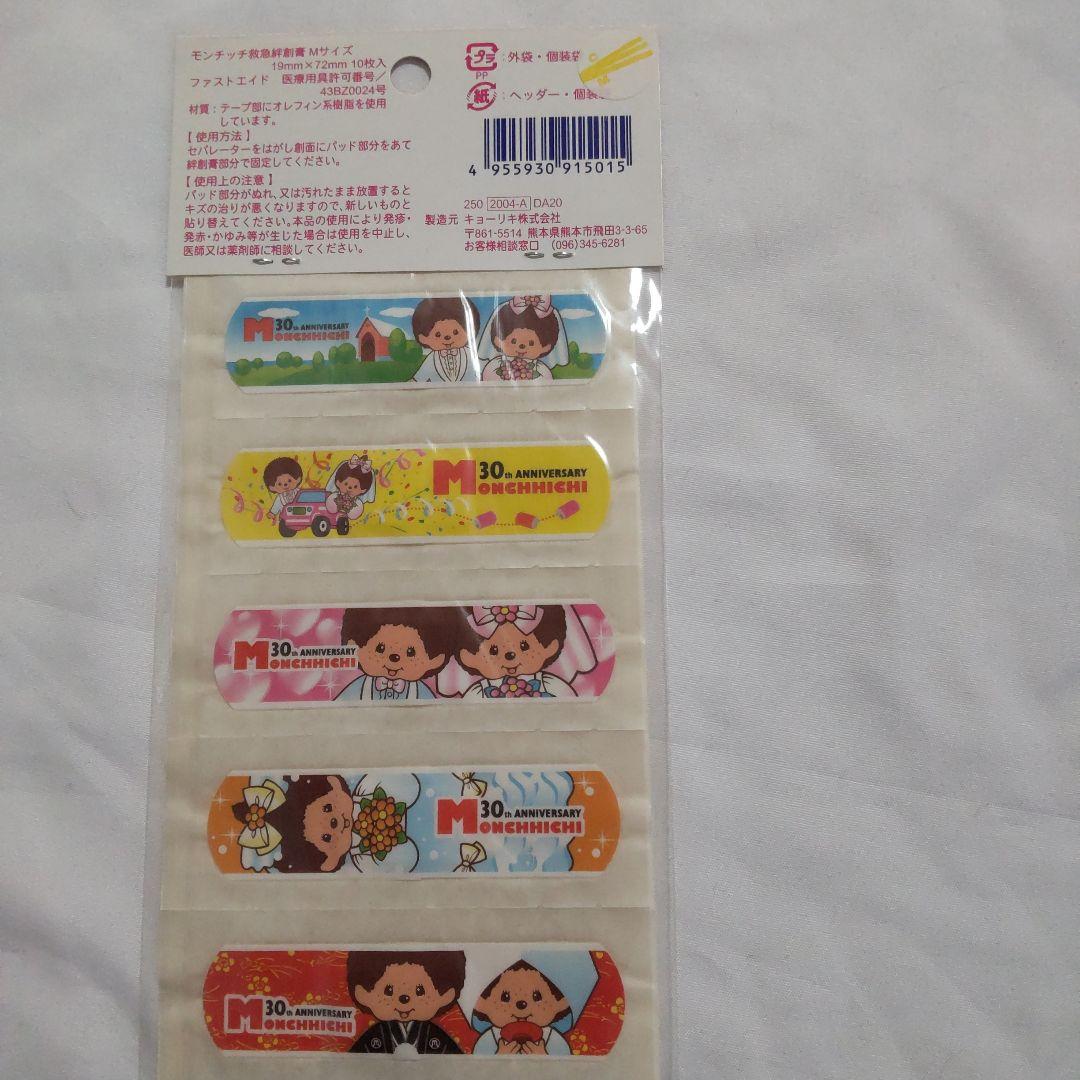 モンチッチ救急絆創膏 Mサイズ
19mm×72mm 10枚入
ファストエイド 医療用具許可番号/
43BZ0024号
材質:テープ部にオレフィン系樹脂を使用
しています。
【使用方法】
セパレーターをはがし創面にパッド部分をあて
絆創膏部分で固定してください。
【使用上の注意】
パッド部分がぬれ、又は汚れたまま放置すると
キズの治りが悪くなりますので、新しいものと
貼り替えてください。本品の使用により発疹・
発赤・かゆみ等が生じた場合は使用を中止し、
医師又は薬剤師に相談してください。
プラ :外袋・個装袋
PP
紙 :ヘッダー・個装
4 955930 915015
250 2004-A DA20
製造元 キョーリキ株式会社
〒861-5514 熊本県熊本市飛田3-3-65
お客様相談窓口 (096)345-6281
30th ANNIVERSARY
MONCHHICHI
30th ANNIVERSARY
MONCHHICHI
30th ANNIVERSARY
MONCHHICHI
30th ANNIVERSARY
MONCHHICHI
30th ANNIVERSARY
MONCHHICHI